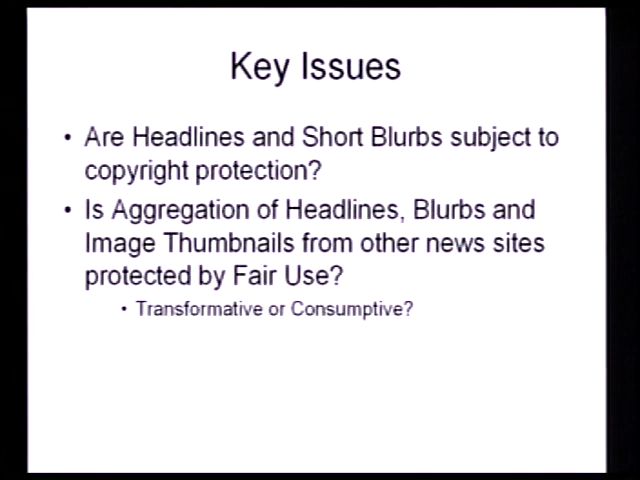 Key Issues
• Are Headlines and Short Blurbs subject to
copyright protection?
• Is Aggregation of Headlines, Blurbs and
Image Thumbnails from other news sites
protected by Fair Use?
• Transformative or Consumptive?